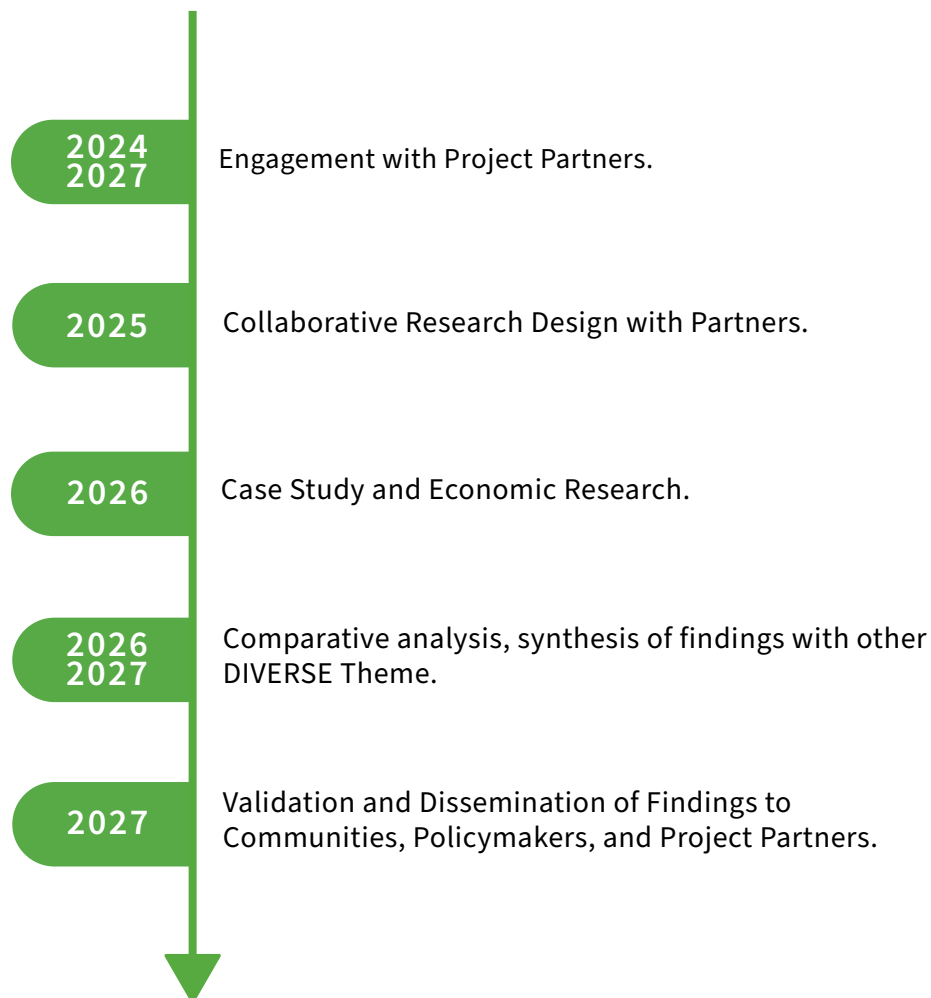 2024
2027
Engagement with Project Partners.
2025
Collaborative Research Design with Partners.
2026
Case Study and Economic Research.
2026
2027
Comparative analysis, synthesis of findings with other
DIVERSE Theme.
2027
Validation and Dissemination of Findings to
Communities, Policymakers, and Project Partners.